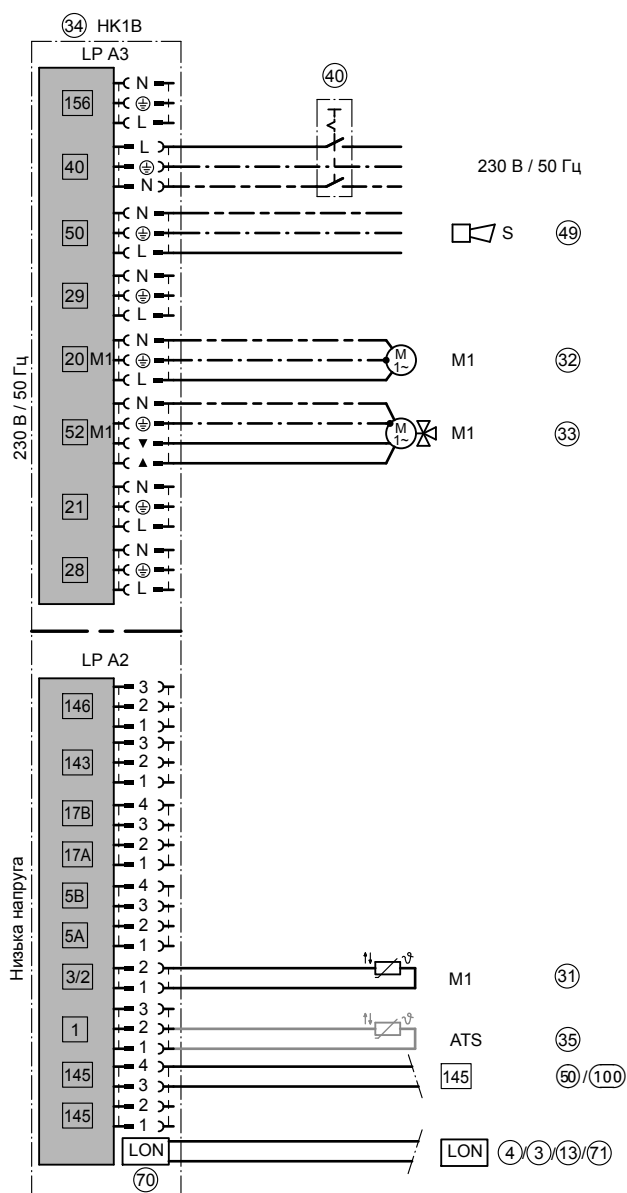 34 HK1B
LP A3
N
156
L
40
L
40
N
230 В / 50 Гц
N
50
L
S 49
N
29
L
230 В / 50 Гц
N
20 M1
L
M 1~
M1 32
N
52 M1
▼
▲
M 1~
M1 33
N
21
L
N
28
L
LP A2
Низька напруга
3
146 2
1
3
143 2
1
17B 4
3
17A 2
1
5B 4
3
5A 2
1
3/2 2
1
ϑ
M1 31
3
1 2
1
ϑ
ATS 35
145 4
3
145 50/100
145 2
1
LON
LON 4/3/13/71
70